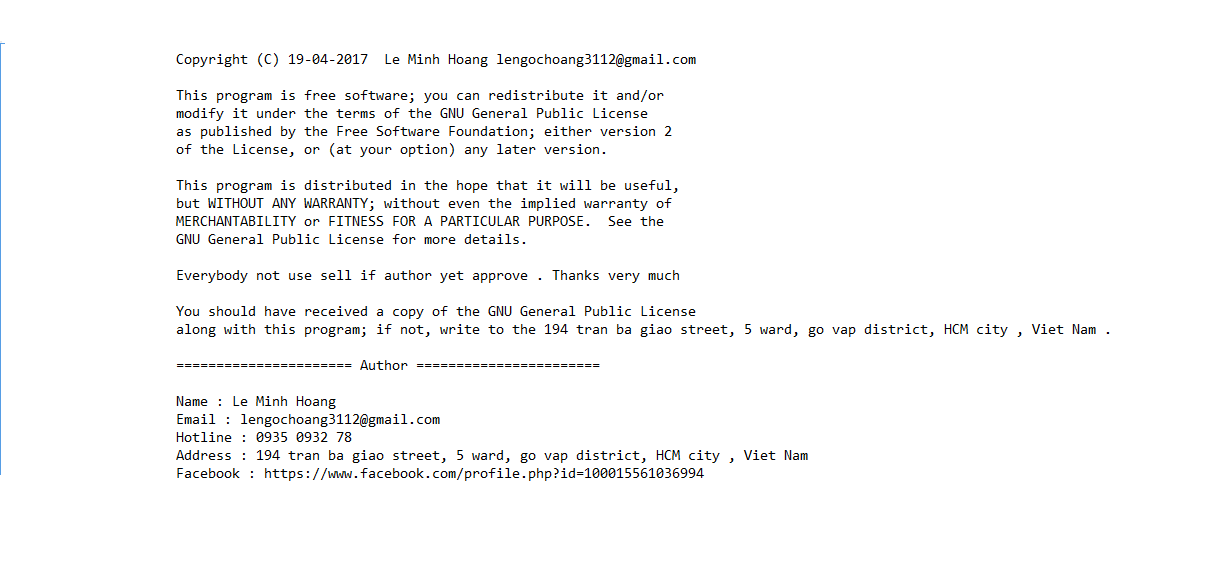 Copyright (C) 19-04-2017  Le Minh Hoang lengochoang3112@gmail.com
This program is free software; you can redistribute it and/or
modify it under the terms of the GNU General Public License
as published by the Free Software Foundation; either version 2
of the License, or (at your option) any later version.
This program is distributed in the hope that it will be useful,
but WITHOUT ANY WARRANTY; without even the implied warranty of
MERCHANTABILITY or FITNESS FOR A PARTICULAR PURPOSE.  See the
GNU General Public License for more details.
Everybody not use sell if author yet approve . Thanks very much
You should have received a copy of the GNU General Public License
along with this program; if not, write to the 194 tran ba giao street, 5 ward, go vap district, HCM city , Viet Nam .
====================== Author =======================
Name : Le Minh Hoang
Email : lengochoang3112@gmail.com
Hotline : 0935 0932 78
Address : 194 tran ba giao street, 5 ward, go vap district, HCM city , Viet Nam
Facebook : https://www.facebook.com/profile.php?id=100015561036994